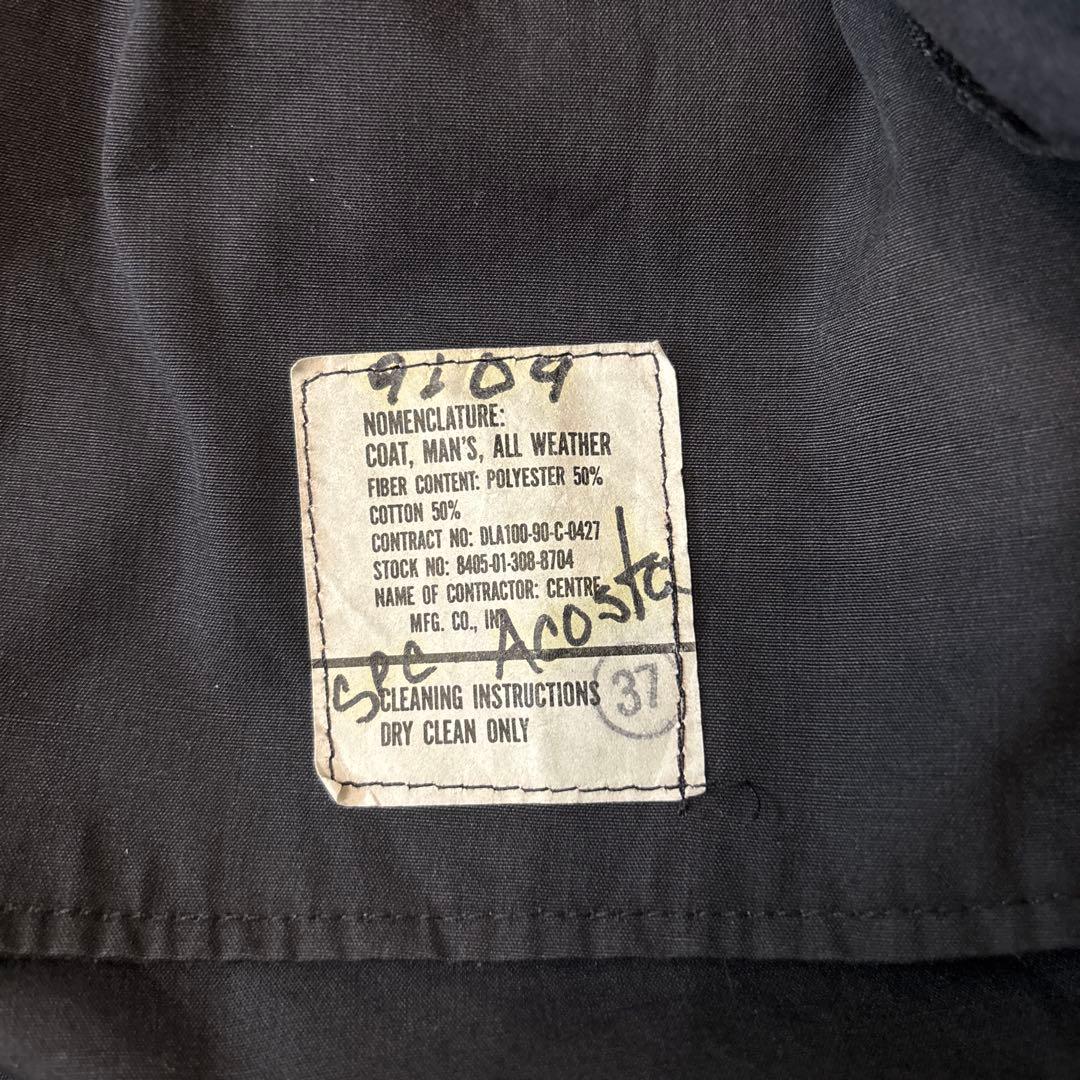 9109
NOMENCLATURE:
COAT, MAN'S, ALL WEATHER
FIBER CONTENT: POLYESTER 50%
COTTON 50%
CONTRACT NO: DLA100-90-C-0427
STOCK NO: 8405-01-308-8704
NAME OF CONTRACTOR: CENTRE
MFG. CO., IN
Spc Acosta
CLEANING INSTRUCTIONS
DRY CLEAN ONLY
37